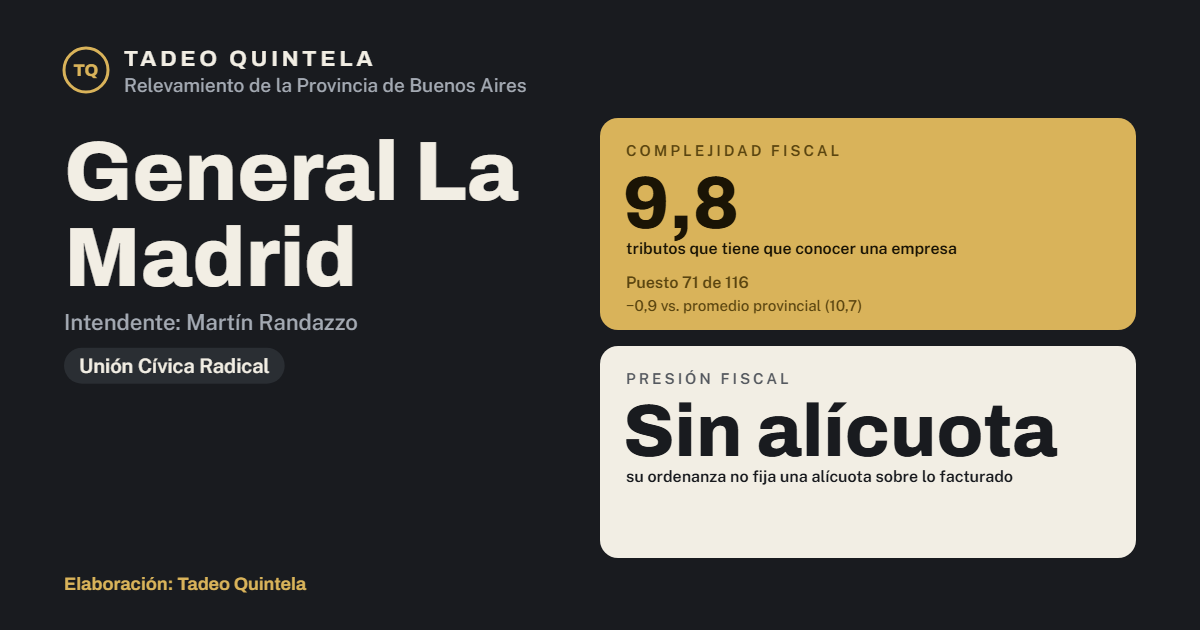 TQ
TADEO QUINTELA
Relevamiento de la Provincia de Buenos Aires
General La
Madrid
Intendente: Martín Randazzo
Unión Cívica Radical
COMPLEJIDAD FISCAL
9,8
tributos que tiene que conocer una empresa
Puesto 71 de 116
−0,9 vs. promedio provincial (10,7)
PRESIÓN FISCAL
Sin alícuota
su ordenanza no fija una alícuota sobre lo facturado
Elaboración: Tadeo Quintela